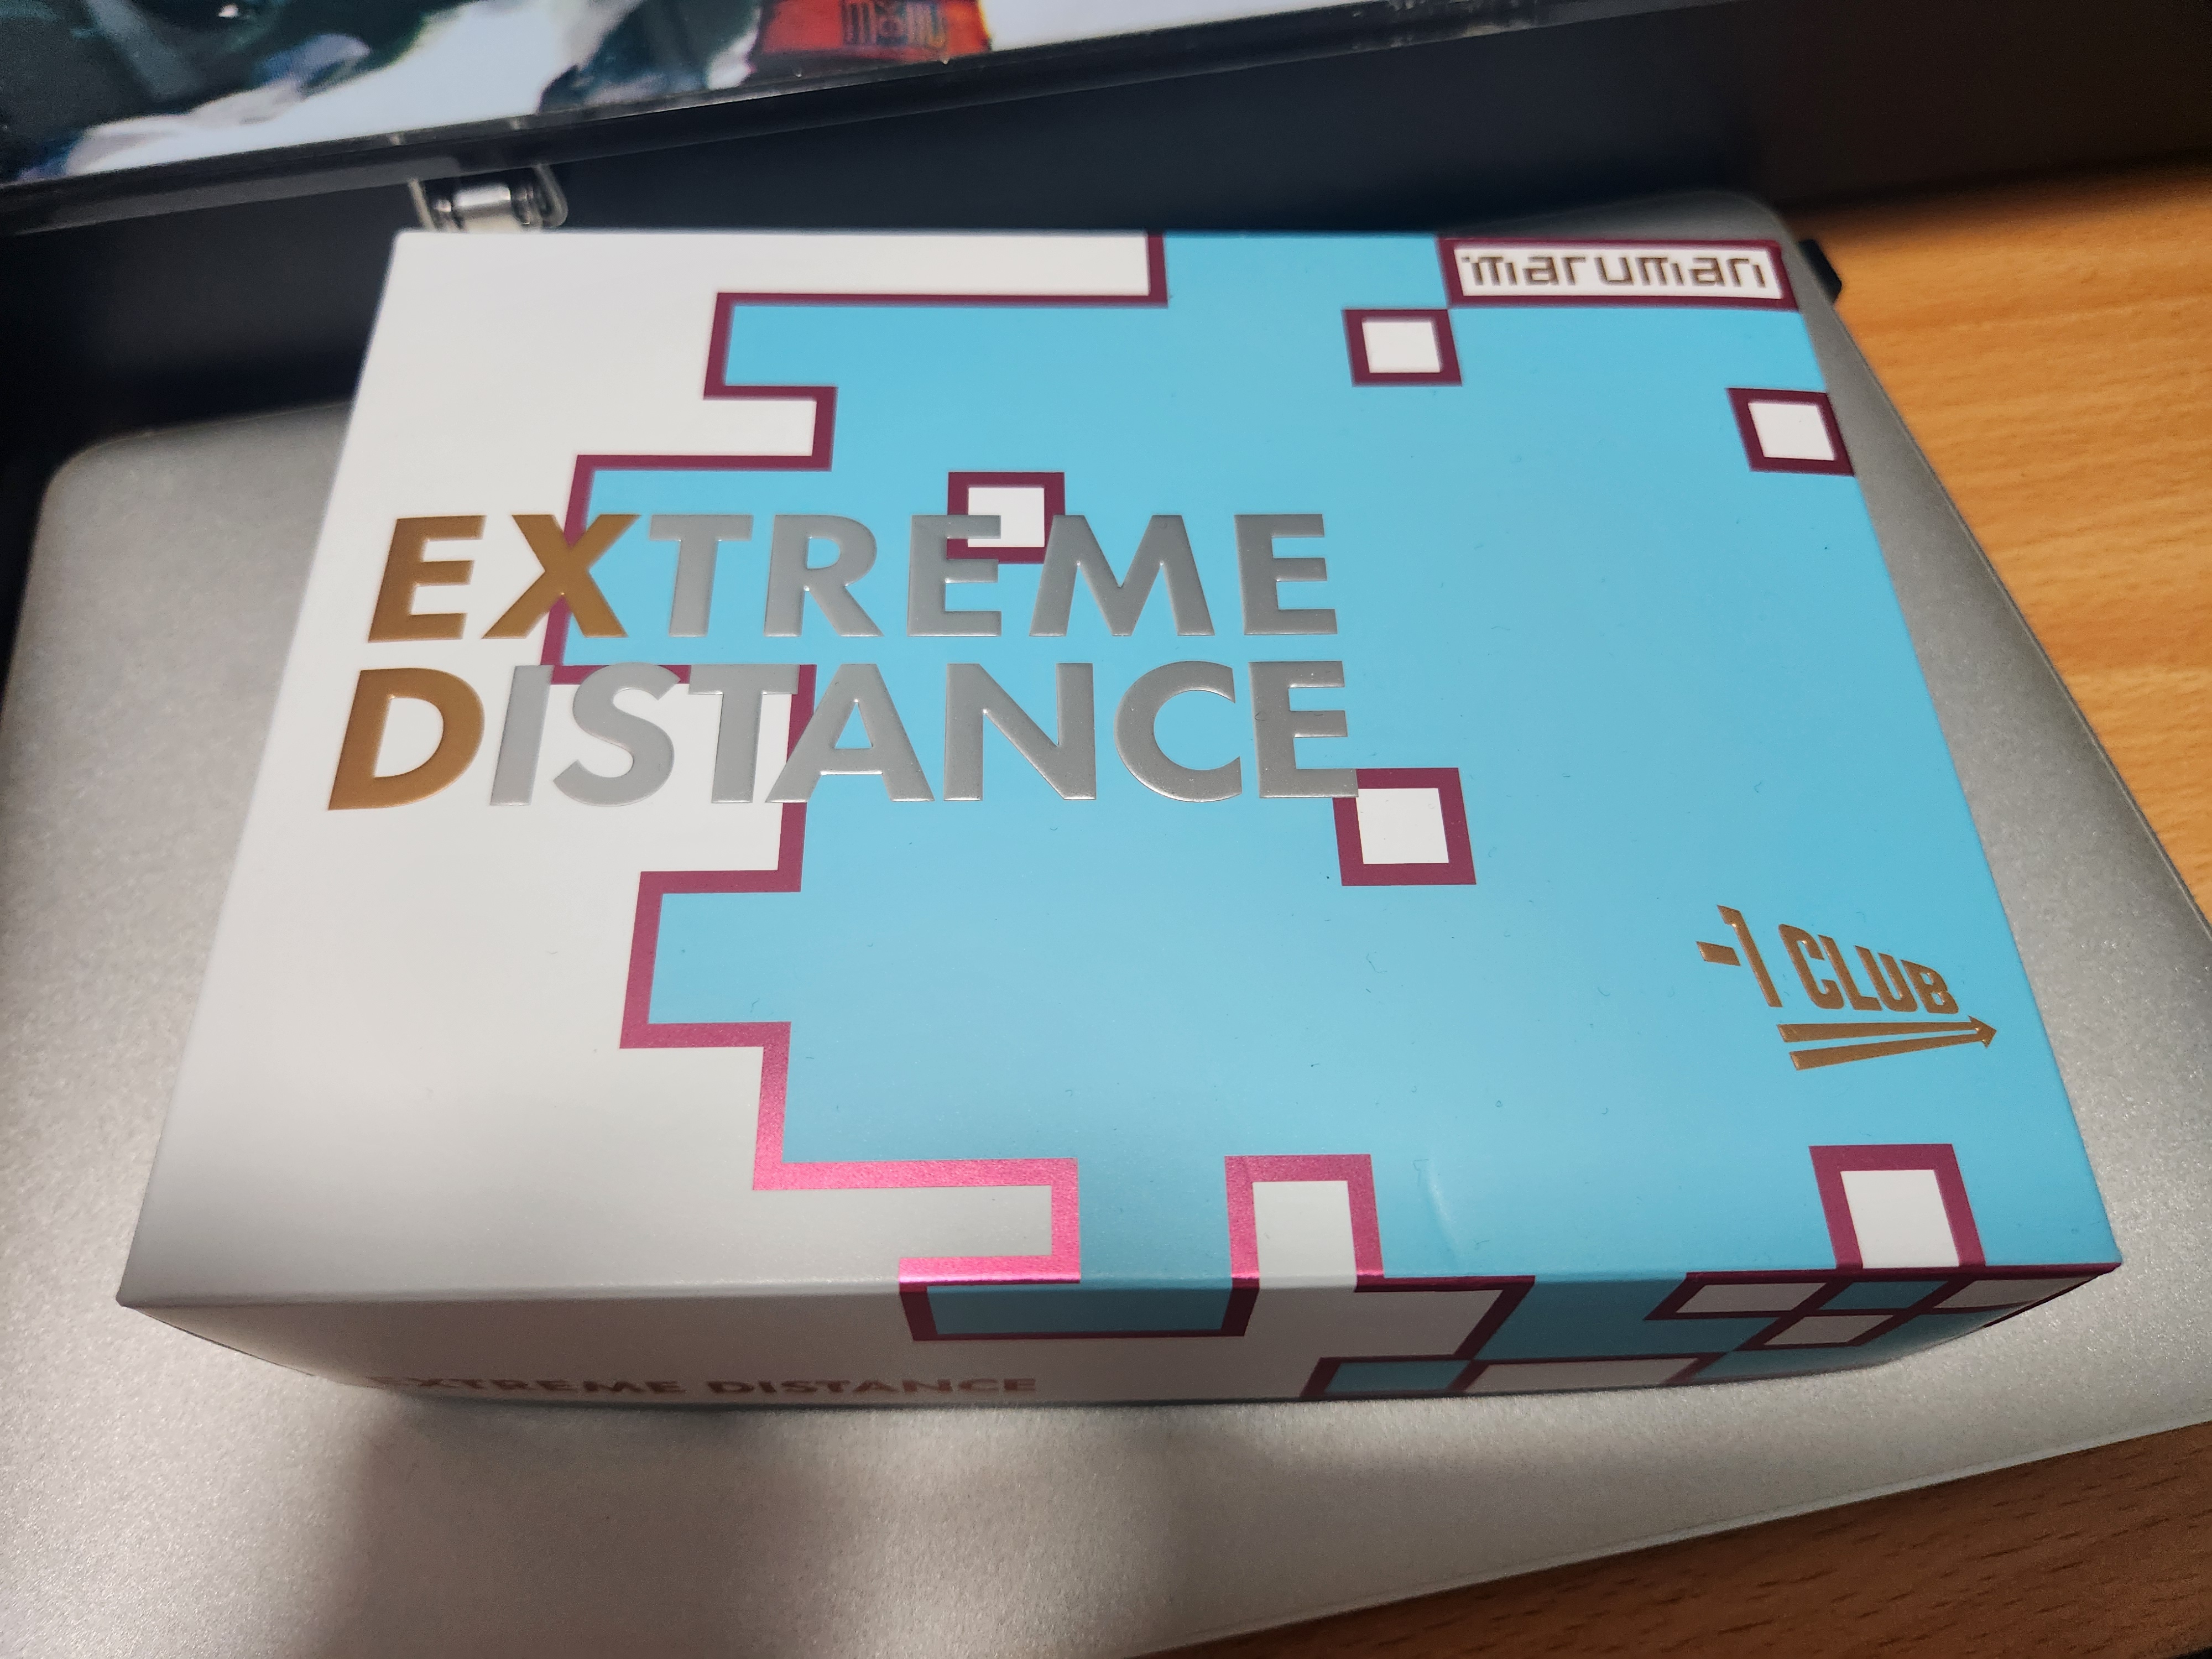 maruman
EXTREME
DISTANCE
-1 CLUB
EXTREME DISTANCE